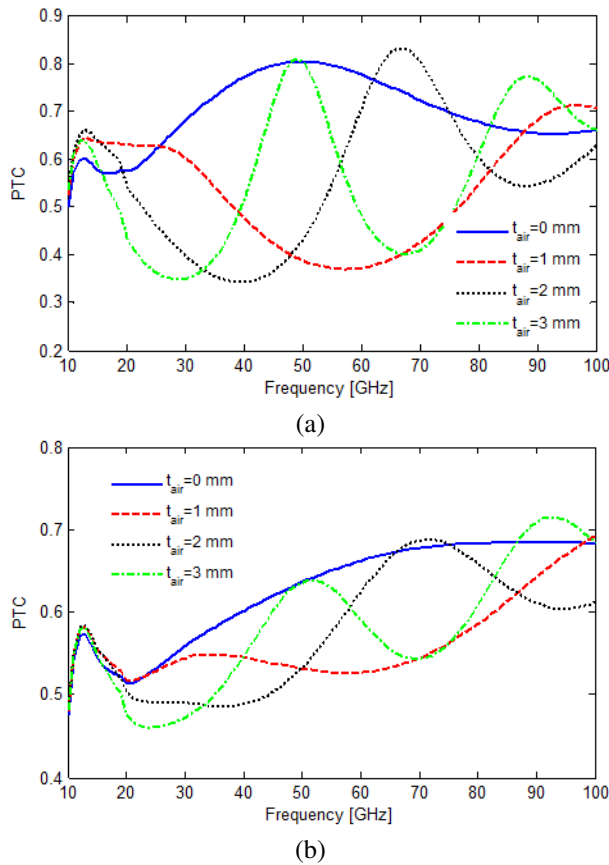 0.9
0.8
0.7
0.6
0.5
0.4
0.3
0.2
PTC
t_air=0 mm
t_air=1 mm
t_air=2 mm
t_air=3 mm
10 20 30 40 50 60 70 80 90 100
Frequency [GHz]
(a)
0.8
0.7
0.6
0.5
0.4
PTC
t_air=0 mm
t_air=1 mm
t_air=2 mm
t_air=3 mm
10 20 30 40 50 60 70 80 90 100
Frequency [GHz]
(b)